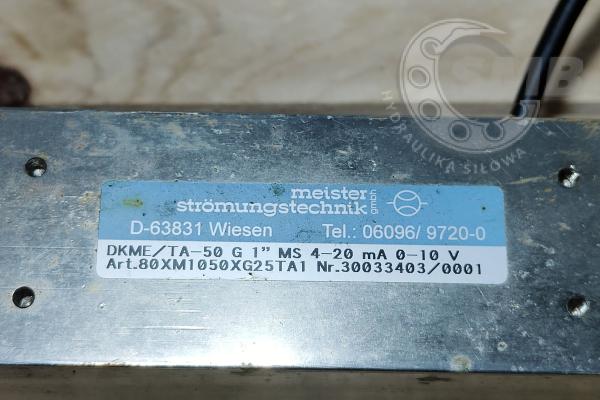 SMB
HYDRAULIKA SIŁOWA
meister
strömungstechnik gmbh
D-63831 Wiesen Tel.: 06096/ 9720-0
DKME/TA-50 G 1" MS 4-20 mA 0-10 V
Art.80XM1050XG25TA1 Nr.30033403/0001